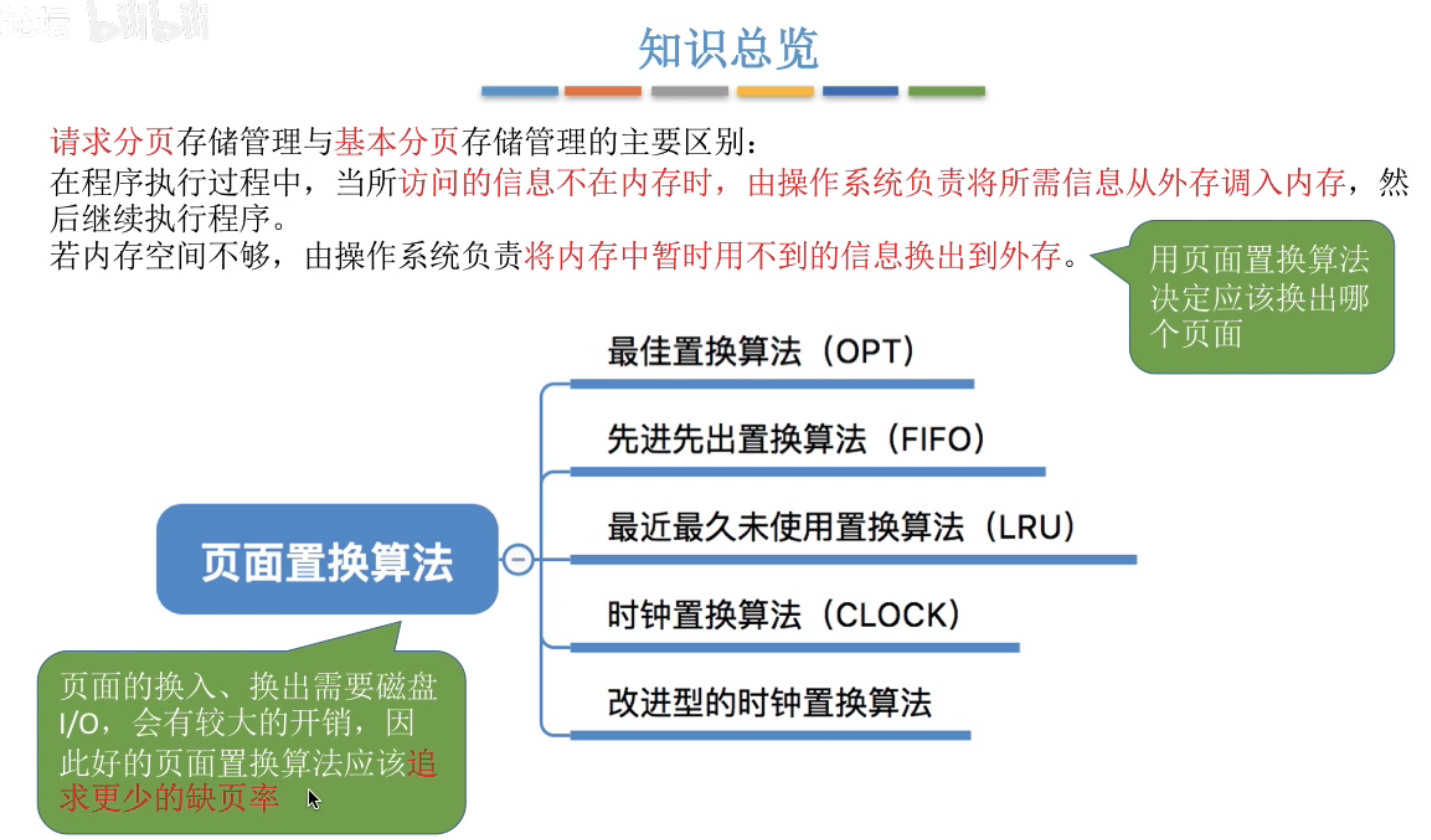 论坛 bilibili
知识总览
请求分页存储管理与基本分页存储管理的主要区别：
在程序执行过程中，当所访问的信息不在内存时，由操作系统负责将所需信息从外存调入内存，然
后继续执行程序。
若内存空间不够，由操作系统负责将内存中暂时用不到的信息换出到外存。
用页面置换算法
决定应该换出哪
个页面
最佳置换算法（OPT）
先进先出置换算法（FIFO）
最近最久未使用置换算法（LRU）
页面置换算法
时钟置换算法（CLOCK）
改进型的时钟置换算法
页面的换入、换出需要磁盘
I/O，会有较大的开销，因
此好的页面置换算法应该追
求更少的缺页率